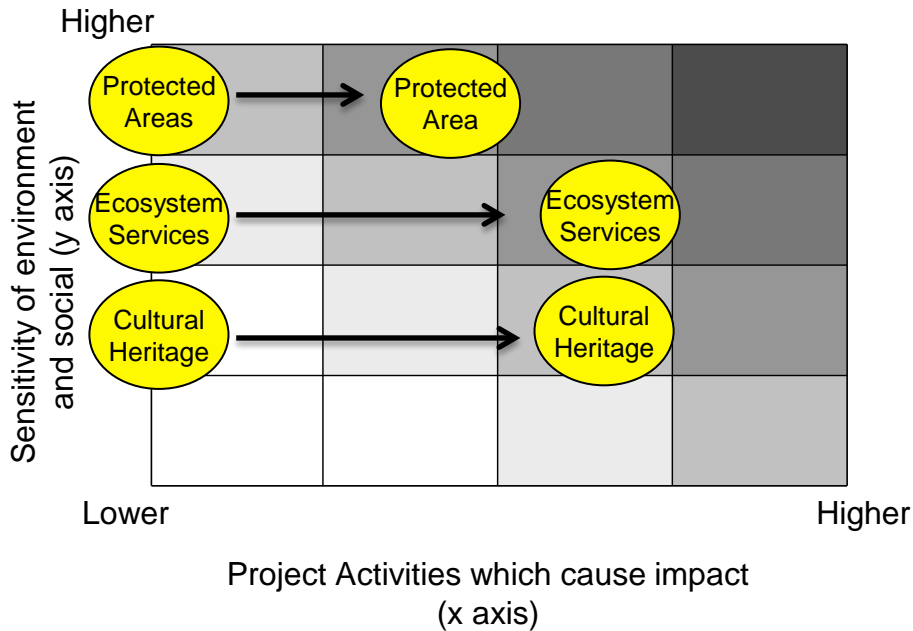 Higher
Protected
Areas
Protected
Area
Ecosystem
Services
Ecosystem
Services
Cultural
Heritage
Cultural
Heritage
Sensitivity of environment
and social (y axis)
Lower
Higher
Project Activities which cause impact
(x axis)